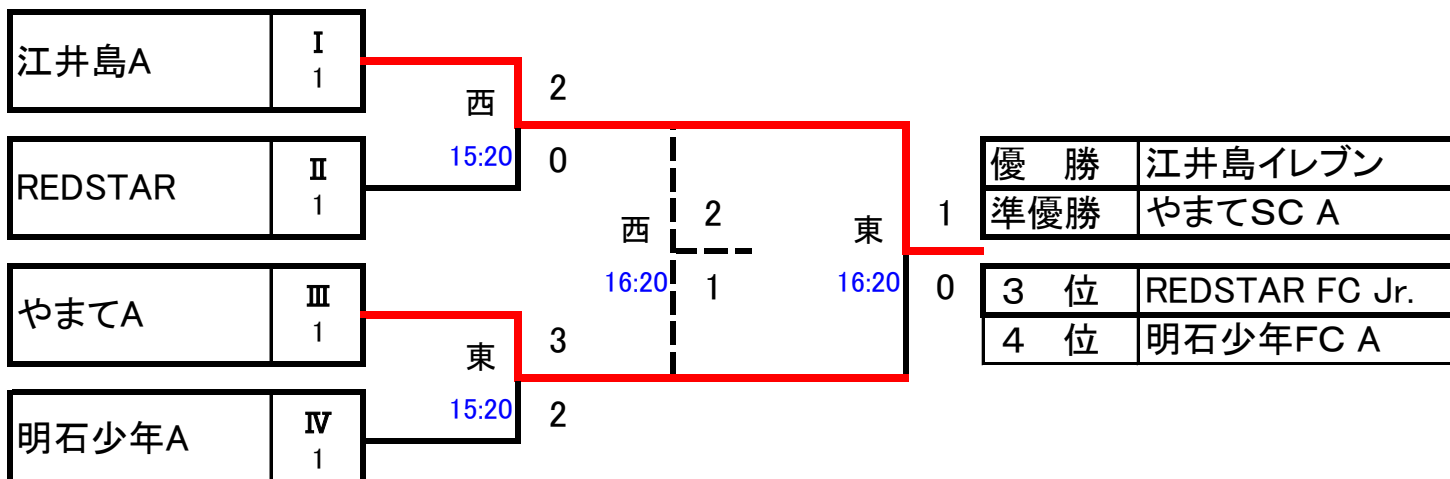 江井島A
Ⅰ
1
西
15:20
2
0
REDSTAR
Ⅱ
1
やまてA
Ⅲ
1
東
15:20
3
2
明石少年A
Ⅳ
1
西
16:20
2
1
東
16:20
1
0
優　勝 江井島イレブン
準優勝 やまてSC A
３　位 REDSTAR FC Jr.
４　位 明石少年FC A